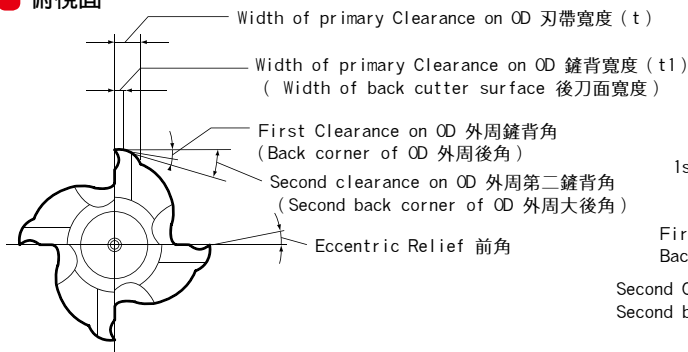 俯視面
Width of primary Clearance on OD 刃帶寬度 ( t )
Width of primary Clearance on OD 鏟背寬度 ( t1 )
( Width of back cutter surface 後刀面寬度 )
First Clearance on OD 外周鏟背角
(Back corner of OD 外周後角 )
Second clearance on OD 外周第二鏟背角
(Second back corner of OD 外周大後角 )
Eccentric Relief 前角
1s
Fir
Bac
Second C
Second b